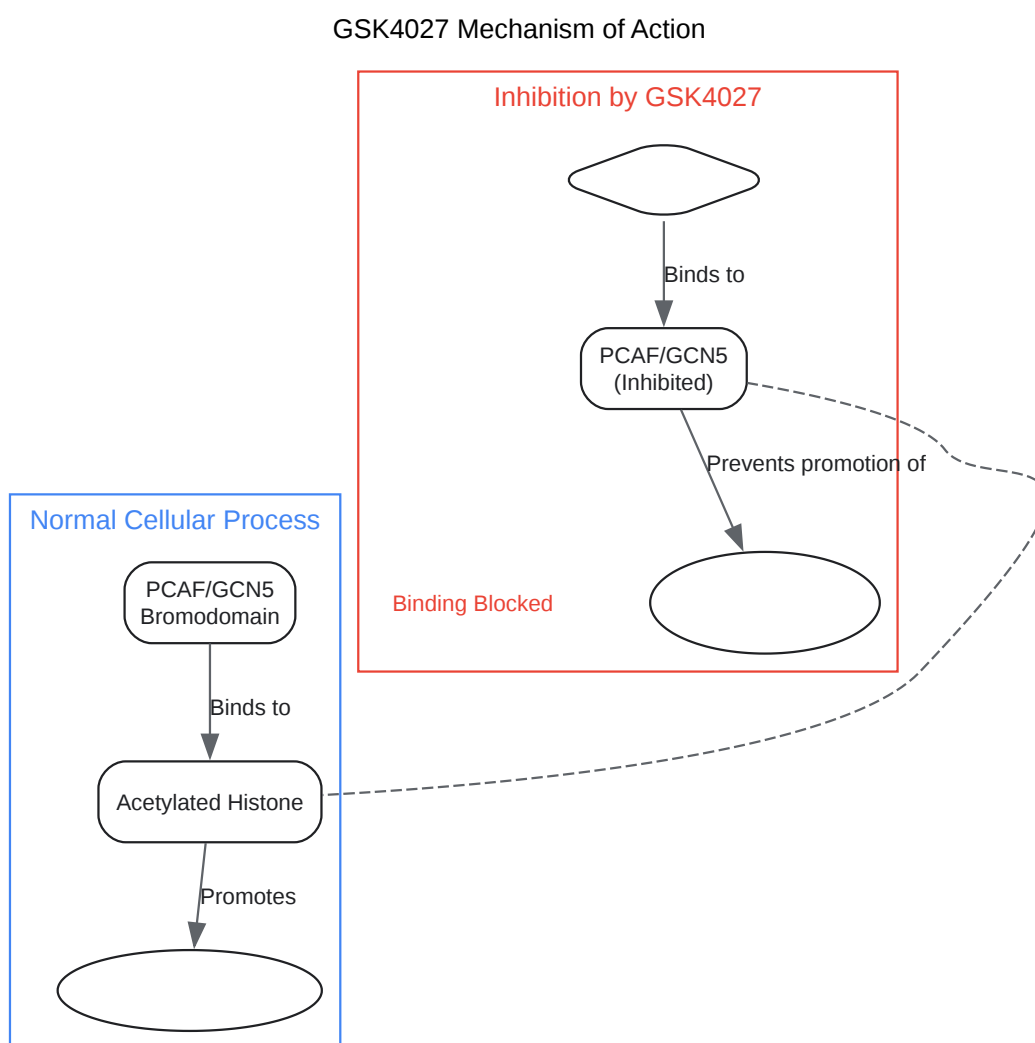 GSK4027 Mechanism of Action
Inhibition by GSK4027
Binds to
PCAF/GCN5
(Inhibited)
Prevents promotion of
Binding Blocked
Normal Cellular Process
PCAF/GCN5
Bromodomain
Binds to
Acetylated Histone
Promotes